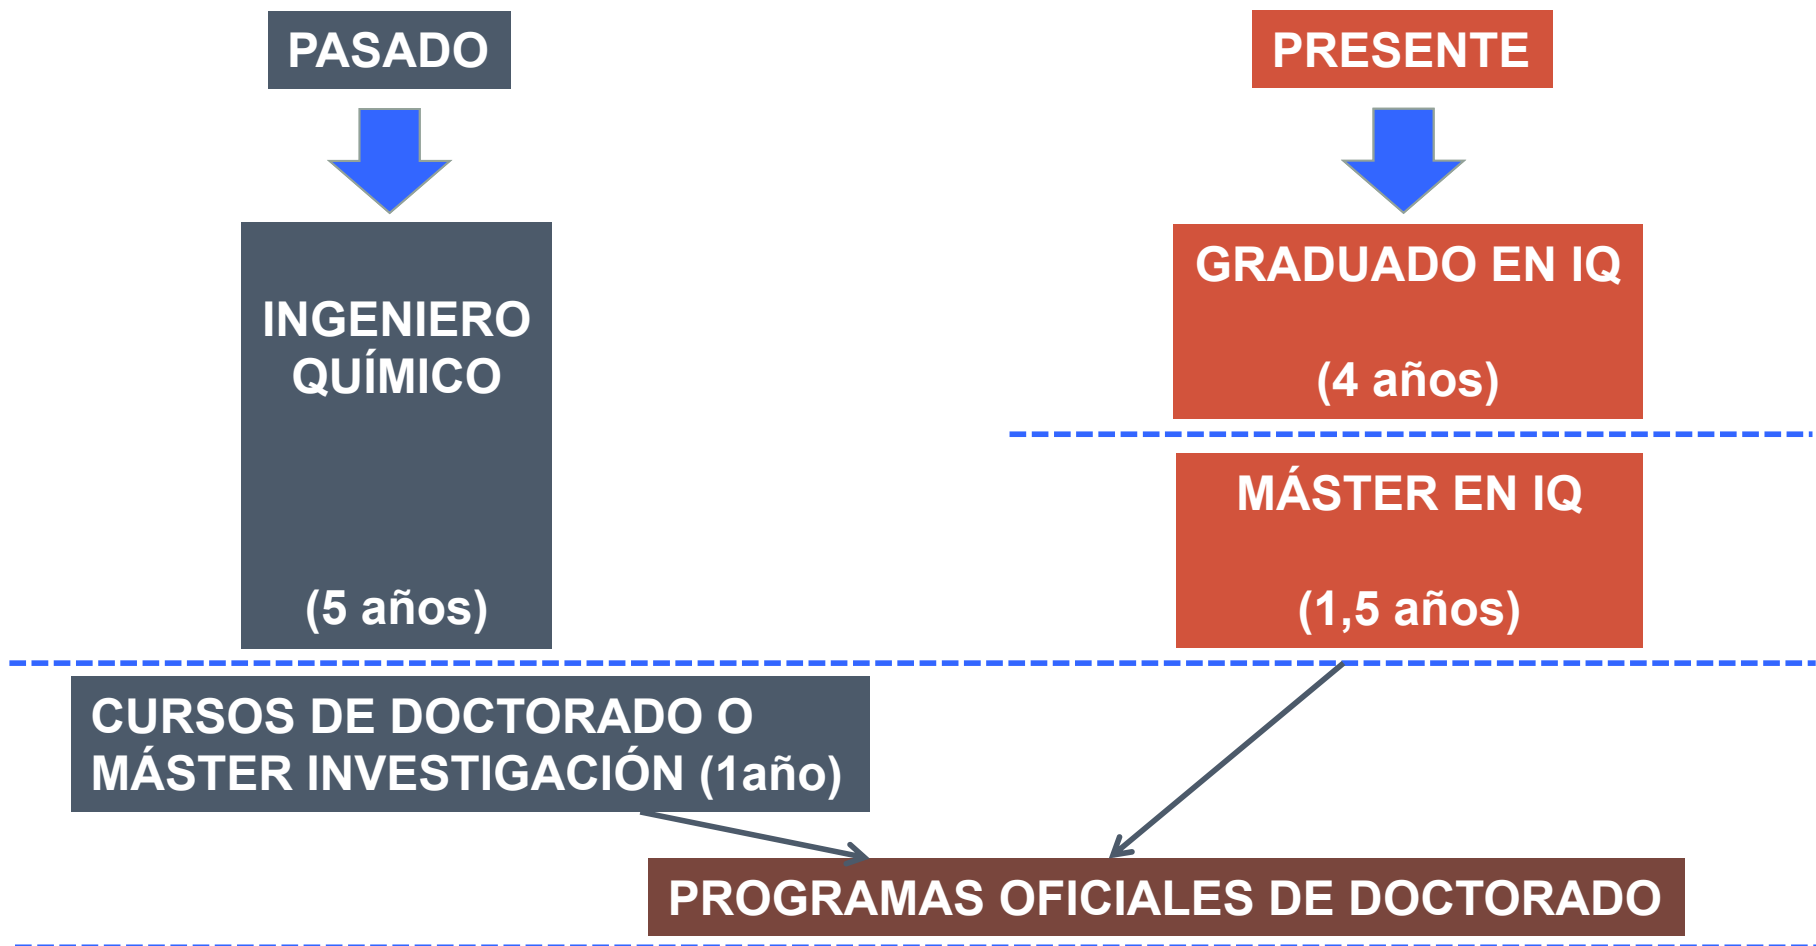 PASADO
PRESENTE
INGENIERO
QUÍMICO
(5 años)
GRADUADO EN IQ
(4 años)
MÁSTER EN IQ
(1,5 años)
CURSOS DE DOCTORADO O
MÁSTER INVESTIGACIÓN (1año)
PROGRAMAS OFICIALES DE DOCTORADO